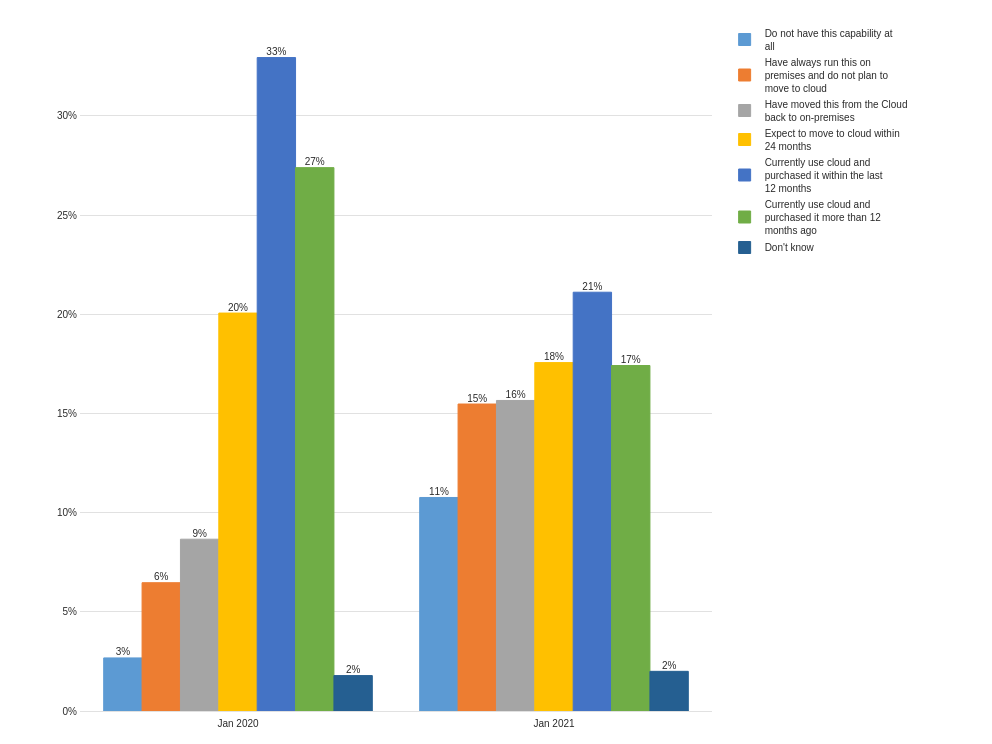 33%
30%
27%
25%
20%
20%
15%
10%
9%
6%
5%
3%
2%
0%
21%
18%
17%
16%
15%
11%
2%
Jan 2020
Jan 2021
Do not have this capability at
all
Have always run this on
premises and do not plan to
move to cloud
Have moved this from the Cloud
back to on-premises
Expect to move to cloud within
24 months
Currently use cloud and
purchased it within the last
12 months
Currently use cloud and
purchased it more than 12
months ago
Don't know